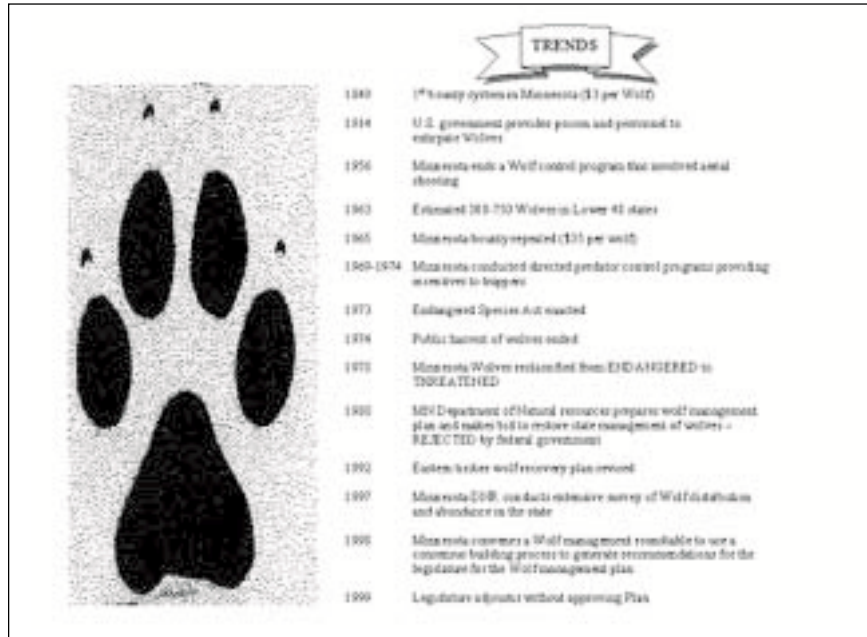 TRENDS
1849 1st bounty system in Minnesota ($3 per Wolf)
1914 U.S. government provides poison and personnel to
extirpate Wolves
1956 Minnesota ends a Wolf control program that involved aerial
shooting
1963 Estimated Wolves in Lower 48 states
1965 Minnesota bounty repealed ($35 per wolf)
1969-1974 Minnesota conducted directed predator control programs providing
incentives to trappers
1973 Endangered Species Act enacted
1974 Public harvest of wolves ended
Minnesota Wolves reclassified from ENDANGERED to
THREATENED
MN Department of Natural resources prepares wolf management
plan and makes bid to restore state management of wolves –
REJECTED by federal government
1992 Eastern timber wolf recovery plan revised
1997 Minnesota DNR conducts extensive survey of Wolf distribution
and abundance in the state
1998 Minnesota convenes a Wolf management roundtable to use a
consensus building process to generate recommendations for the
legislature for the Wolf management plan
1999 Legislature adjourns without approving Plan